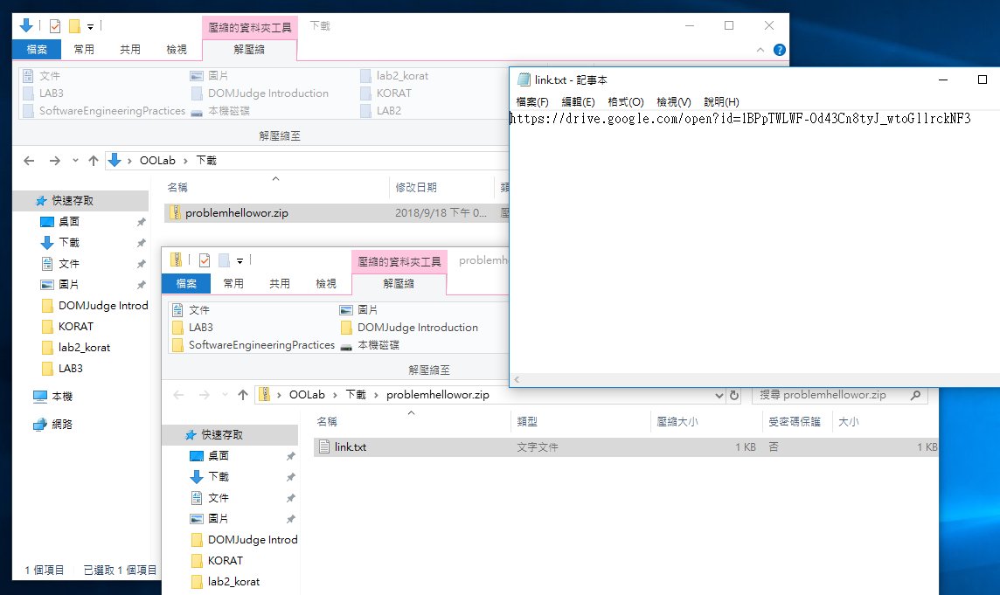 壓縮的資料夾工具 下載
檔案 常用 共用 檢視 解壓縮
文件 圖片 lab2_korat
LAB3 DOMJudge Introduction KORAT
SoftwareEngineeringPractices 本機磁碟 LAB2
解壓縮至
OOLab 下載
名稱 修改日期
快速存取
problemhellowor.zip 2018/9/18 下午 0...
桌面
下載
文件
圖片
DOMJudge Introd
KORAT
lab2_korat
LAB3
本機
網路
1 個項目 已選取 1 個項目
link.txt - 記事本
檔案(F) 編輯(E) 格式(O) 檢視(V) 說明(H)
https://drive.google.com/open?id=1BPpTWLWF-Od43Cn8tyJ_wtoGllrckNF3
壓縮的資料夾工具 problemh
檔案 常用 共用 檢視 解壓縮
文件 圖片
LAB3 DOMJudge Introduction
SoftwareEngineeringPractices 本機磁碟
解壓縮至
OOLab 下載 problemhellowor.zip 搜尋 problemhellowor.zip
名稱 類型 壓縮大小 受密碼保護 大小
快速存取
link.txt 文字文件 1 KB 否 1 KB
桌面
下載
文件
圖片
DOMJudge Introd
KORAT
lab2_korat